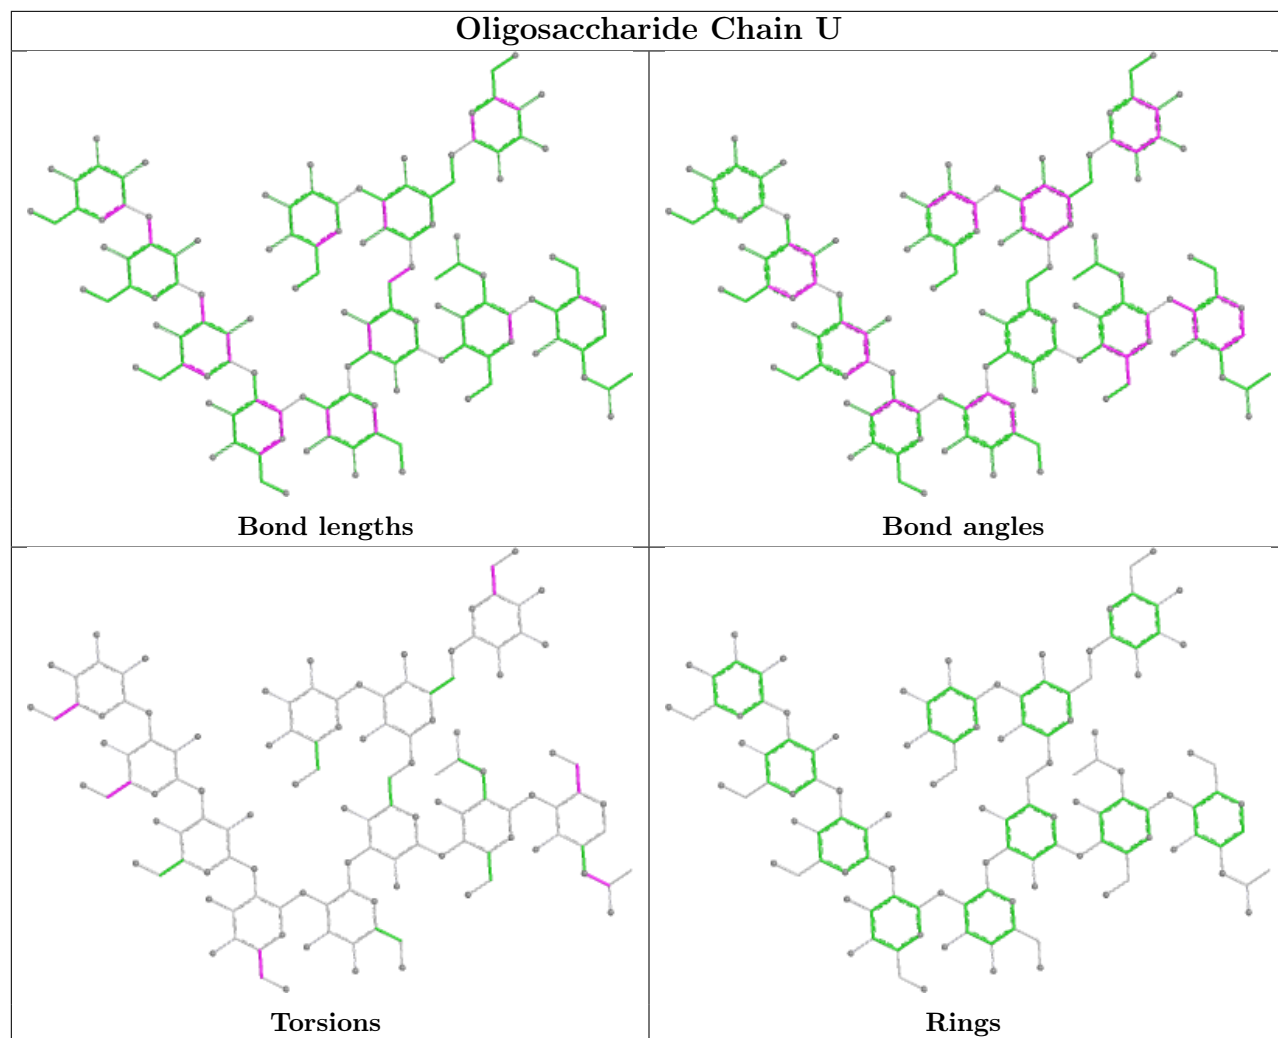 Oligosaccharide Chain U
Bond lengths
Bond angles
Torsions
Rings